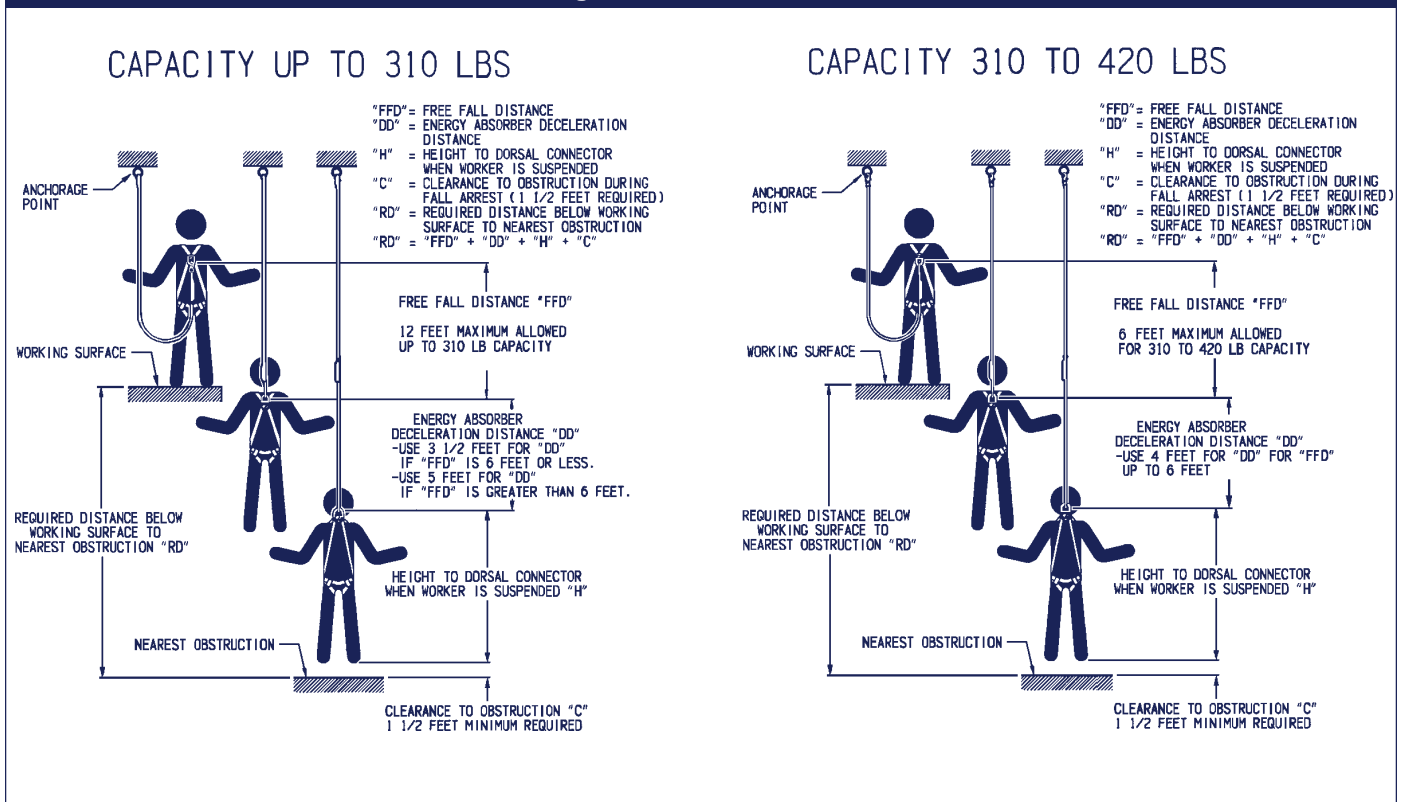 CAPACITY UP TO 310 LBS
"FFD"= FREE FALL DISTANCE
"DD" = ENERGY ABSORBER DECELERATION
DISTANCE
"H" = HEIGHT TO DORSAL CONNECTOR
WHEN WORKER IS SUSPENDED
"C" = CLEARANCE TO OBSTRUCTION DURING
FALL ARREST (1 1/2 FEET REQUIRED)
"RD" = REQUIRED DISTANCE BELOW WORKING
SURFACE TO NEAREST OBSTRUCTION
"RD" = "FFD" + "DD" + "H" + "C"
ANCHORAGE
POINT
FREE FALL DISTANCE "FFD"
12 FEET MAXIMUM ALLOWED
UP TO 310 LB CAPACITY
WORKING SURFACE
ENERGY ABSORBER
DECELERATION DISTANCE "DD"
-USE 3 1/2 FEET FOR "DD"
IF "FFD" IS 6 FEET OR LESS.
-USE 5 FEET FOR "DD"
IF "FFD" IS GREATER THAN 6 FEET.
REQUIRED DISTANCE BELOW
WORKING SURFACE TO
NEAREST OBSTRUCTION "RD"
HEIGHT TO DORSAL CONNECTOR
WHEN WORKER IS SUSPENDED "H"
NEAREST OBSTRUCTION
CLEARANCE TO OBSTRUCTION "C"
1 1/2 FEET MINIMUM REQUIRED
CAPACITY 310 TO 420 LBS
"FFD"= FREE FALL DISTANCE
"DD" = ENERGY ABSORBER DECELERATION
DISTANCE
"H" = HEIGHT TO DORSAL CONNECTOR
WHEN WORKER IS SUSPENDED
"C" = CLEARANCE TO OBSTRUCTION DURING
FALL ARREST (1 1/2 FEET REQUIRED)
"RD" = REQUIRED DISTANCE BELOW WORKING
SURFACE TO NEAREST OBSTRUCTION
"RD" = "FFD" + "DD" + "H" + "C"
ANCHORAGE
POINT
FREE FALL DISTANCE "FFD"
6 FEET MAXIMUM ALLOWED
FOR 310 TO 420 LB CAPACITY
WORKING SURFACE
ENERGY ABSORBER
DECELERATION DISTANCE "DD"
-USE 4 FEET FOR "DD" FOR "FFD"
UP TO 6 FEET
REQUIRED DISTANCE BELOW
WORKING SURFACE TO
NEAREST OBSTRUCTION "RD"
HEIGHT TO DORSAL CONNECTOR
WHEN WORKER IS SUSPENDED "H"
NEAREST OBSTRUCTION
CLEARANCE TO OBSTRUCTION "C"
1 1/2 FEET MINIMUM REQUIRED